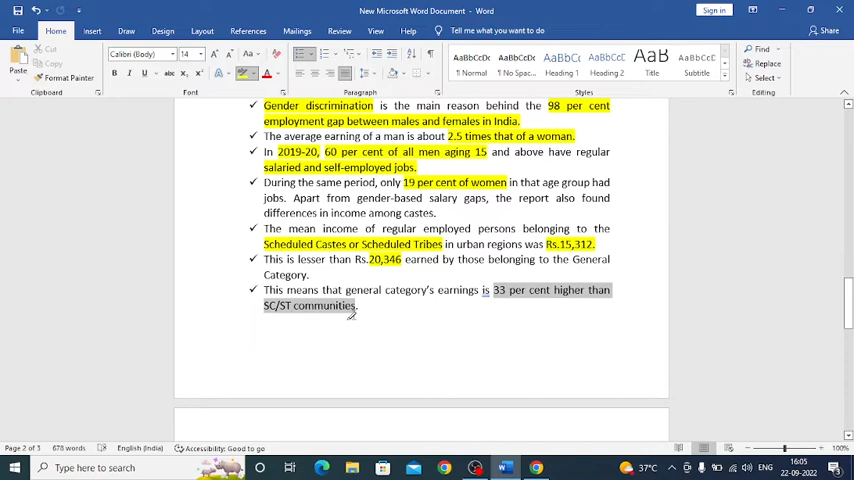 New Microsoft Word Document - Word
Sign in
File Home Insert Draw Design Layout References Mailings Review View Help Tell me what you want to do Share
Cut
Copy
Format Painter
Paste
Calibri (Body) 14
AaBbCcDc AaBbCcDc AaBbCc AaBbCcD AaB AaBbCcD
¶ Normal ¶ No Spac... Heading 1 Heading 2 Title Subtitle
Find
Replace
Select
Clipboard Font Paragraph Styles Editing
✓ Gender discrimination is the main reason behind the 98 per cent
employment gap between males and females in India.
✓ The average earning of a man is about 2.5 times that of a woman.
✓ In 2019-20, 60 per cent of all men aging 15 and above have regular
salaried and self-employed jobs.
✓ During the same period, only 19 per cent of women in that age group had
jobs. Apart from gender-based salary gaps, the report also found
differences in income among castes.
✓ The mean income of regular employed persons belonging to the
Scheduled Castes or Scheduled Tribes in urban regions was Rs.15,312.
✓ This is lesser than Rs.20,346 earned by those belonging to the General
Category.
✓ This means that general category's earnings is 33 per cent higher than
SC/ST communities.
Page 2 of 3 678 words English (India) Accessibility: Good to go 100%
Type here to search
37°C
ENG
16:05
22-09-2022